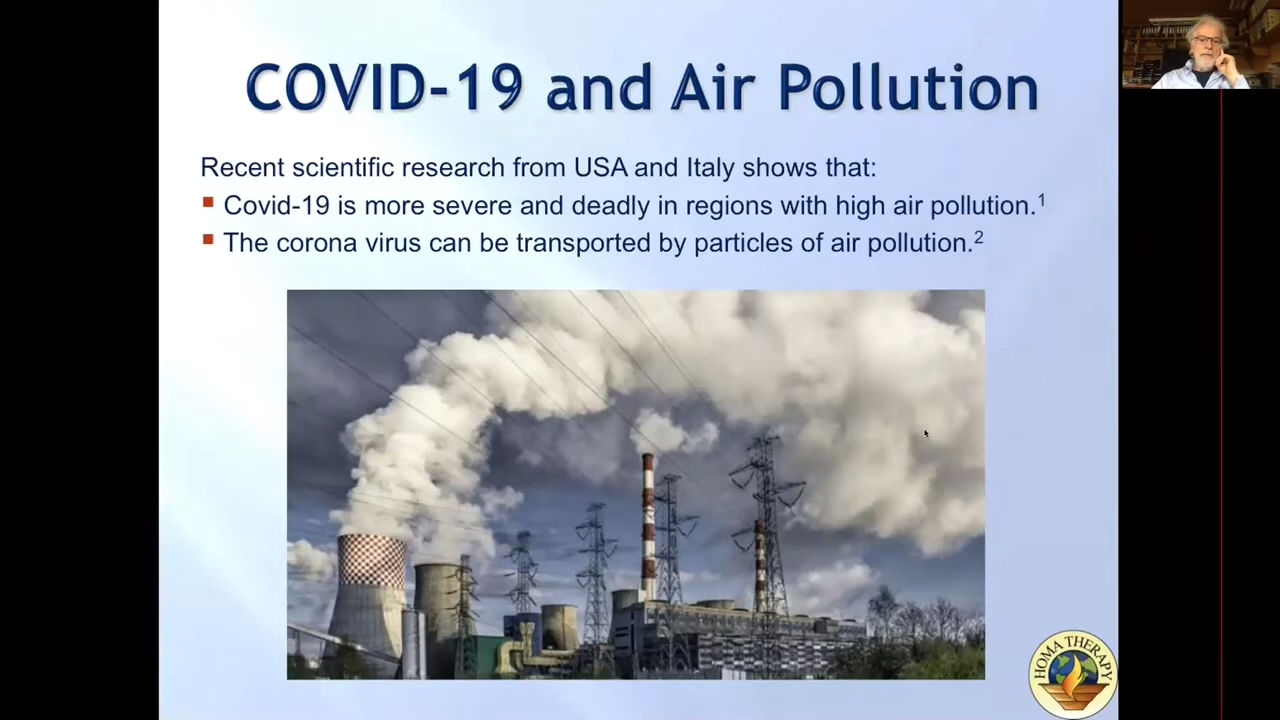 COVID-19 and Air Pollution
Recent scientific research from USA and Italy shows that:
▪ Covid-19 is more severe and deadly in regions with high air pollution.¹
▪ The corona virus can be transported by particles of air pollution.²
HOMA THERAPY